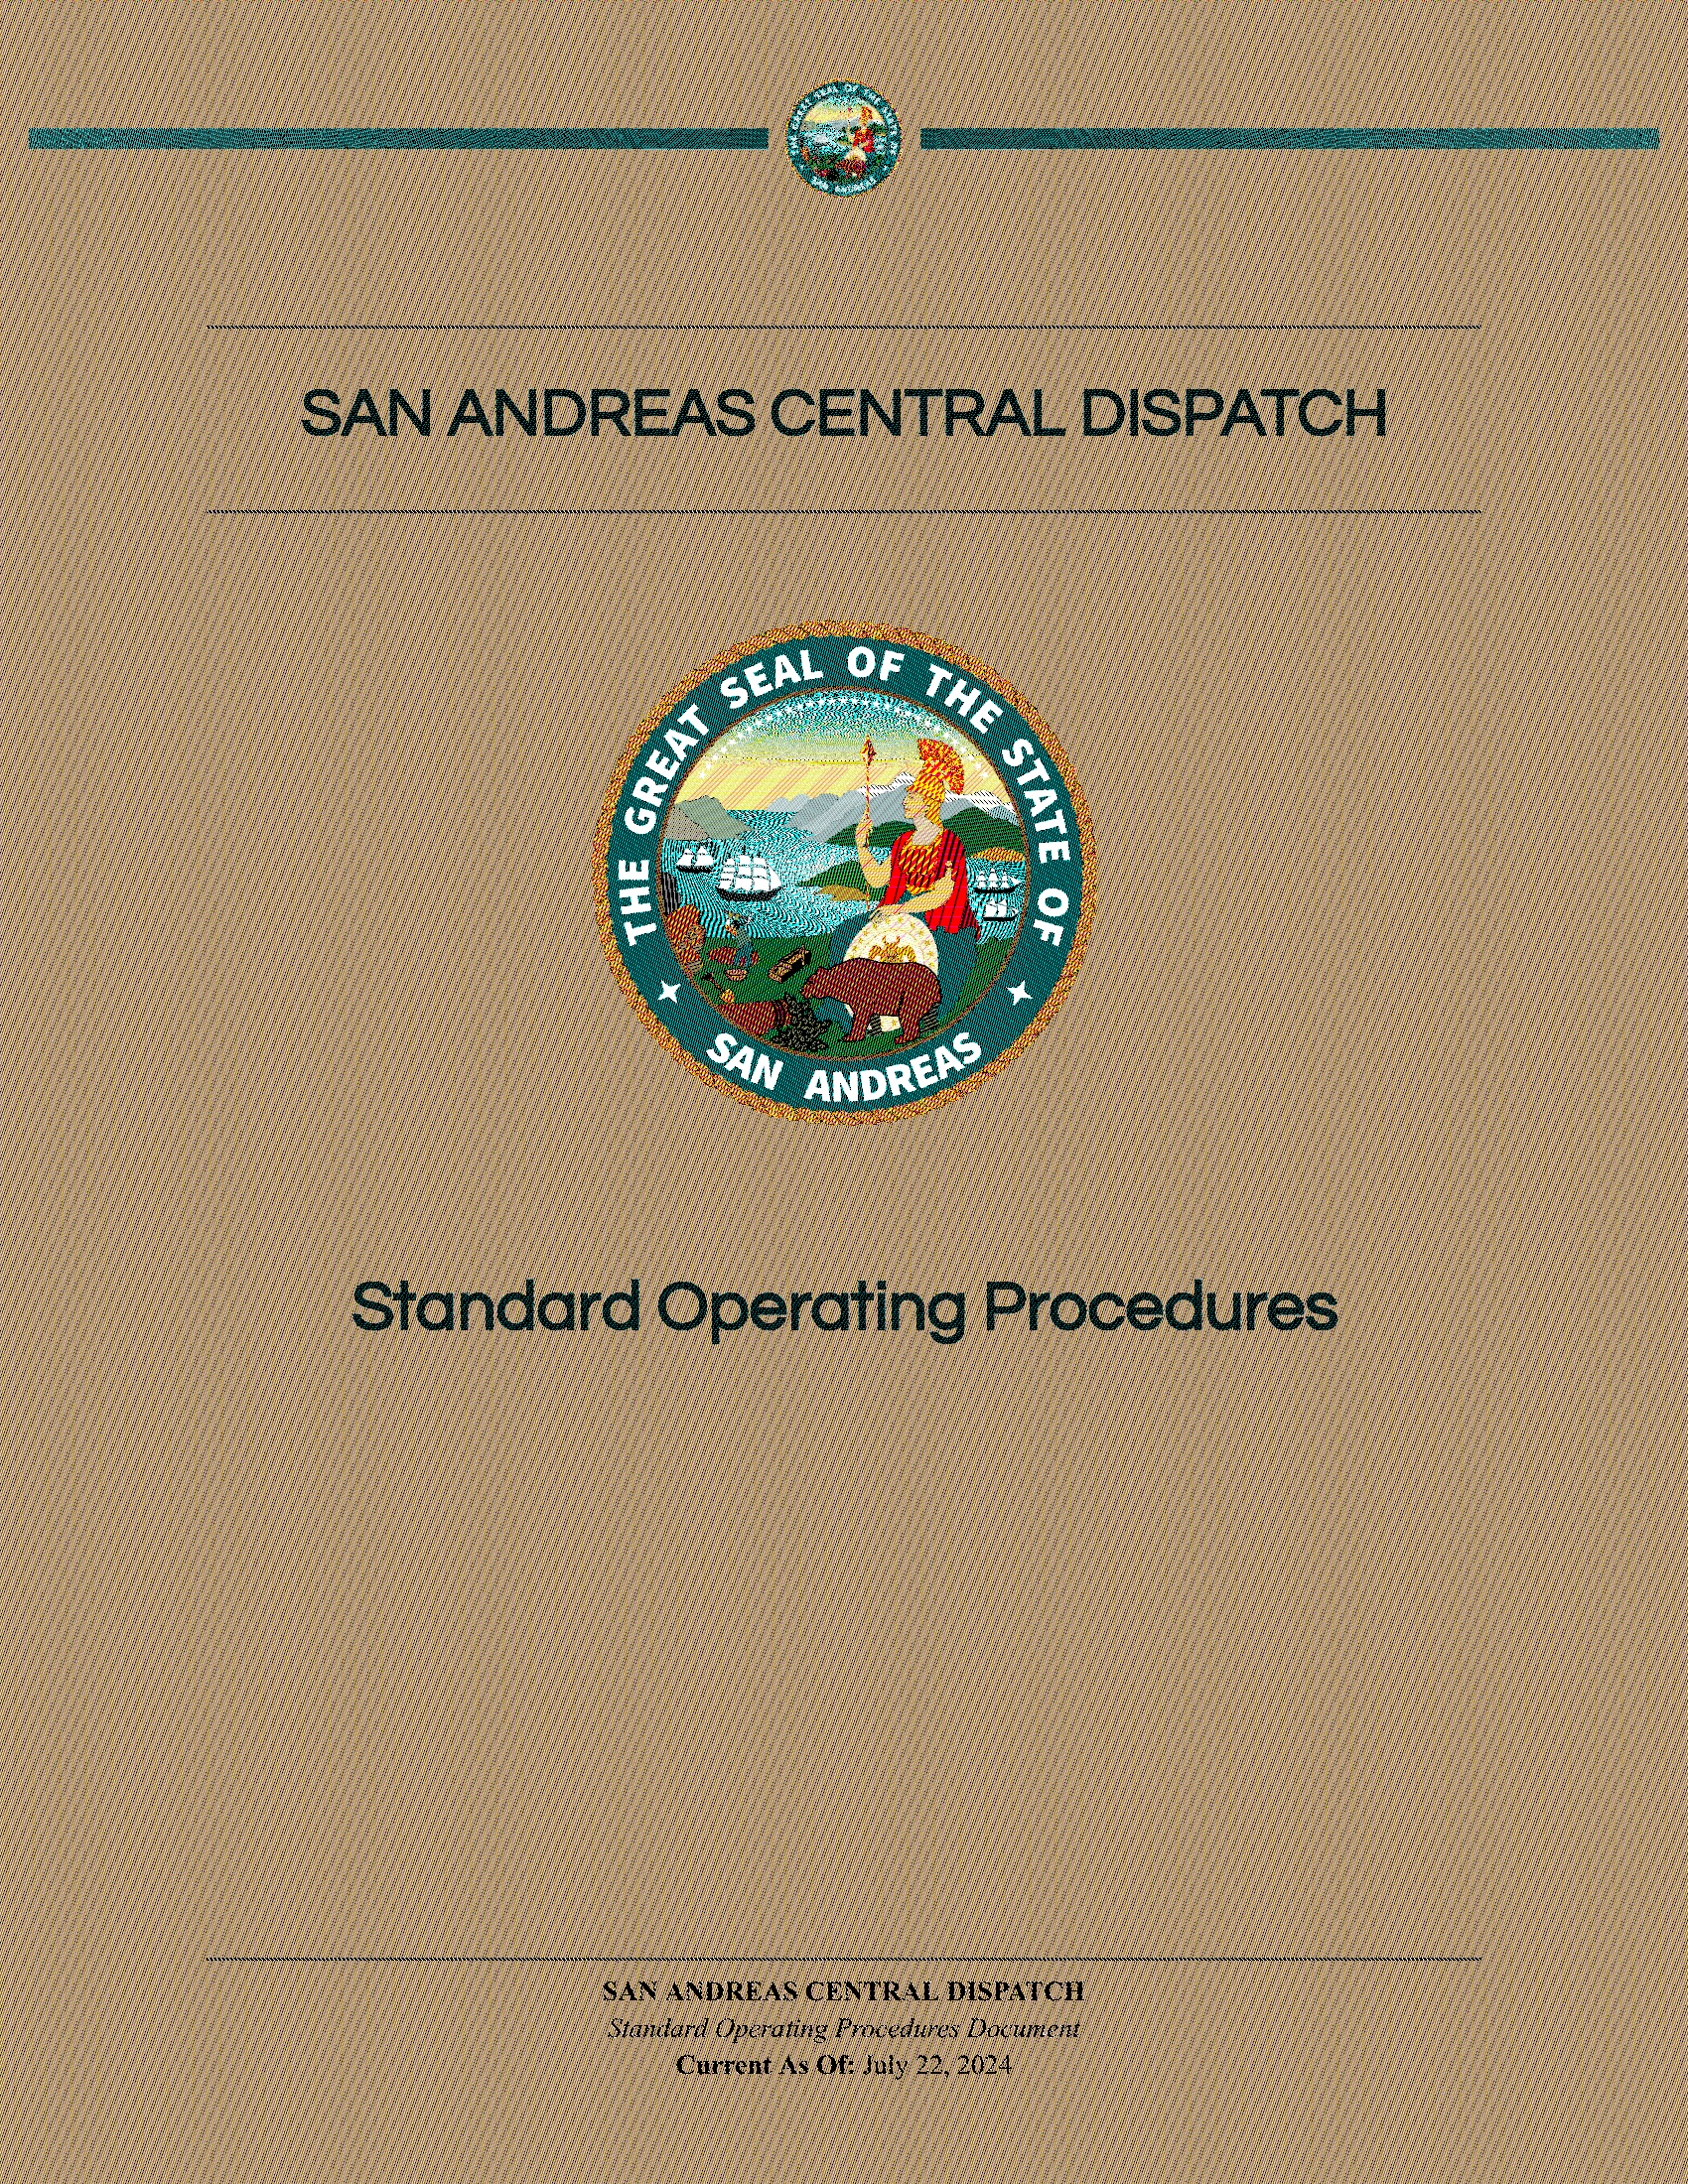 SAN ANDREAS CENTRAL DISPATCH
THE GREAT SEAL OF THE STATE OF
SAN ANDREAS
Standard Operating Procedures
SAN ANDREAS CENTRAL DISPATCH
Standard Operating Procedures Document
Current As Of: July 22, 2024